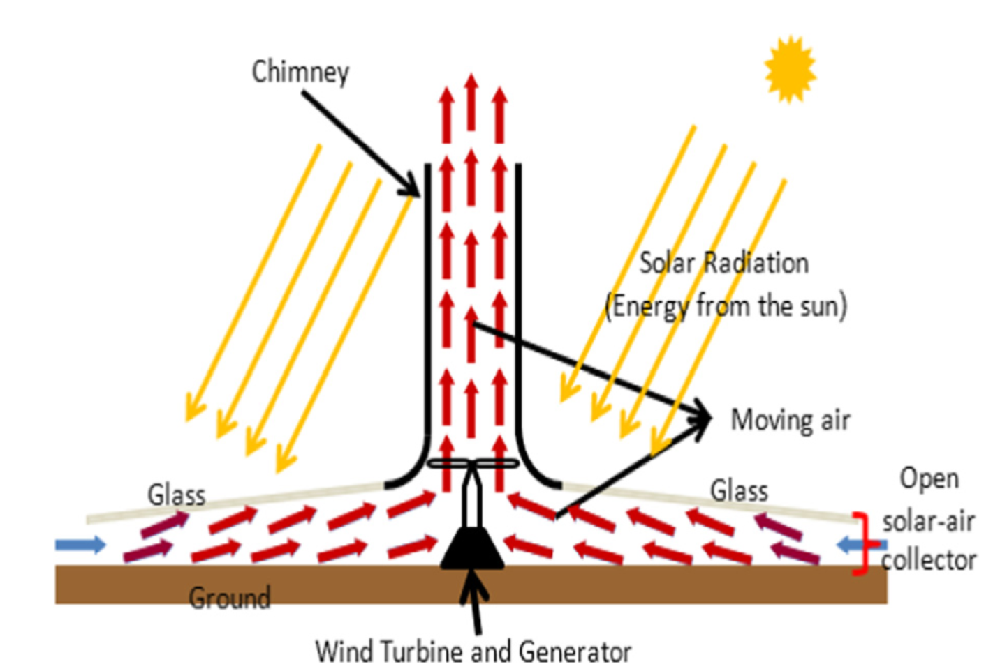 Chimney
Solar Radiation
(Energy from the sun)
Moving air
Glass
Glass
Open
solar-air
collector
Ground
Wind Turbine and Generator